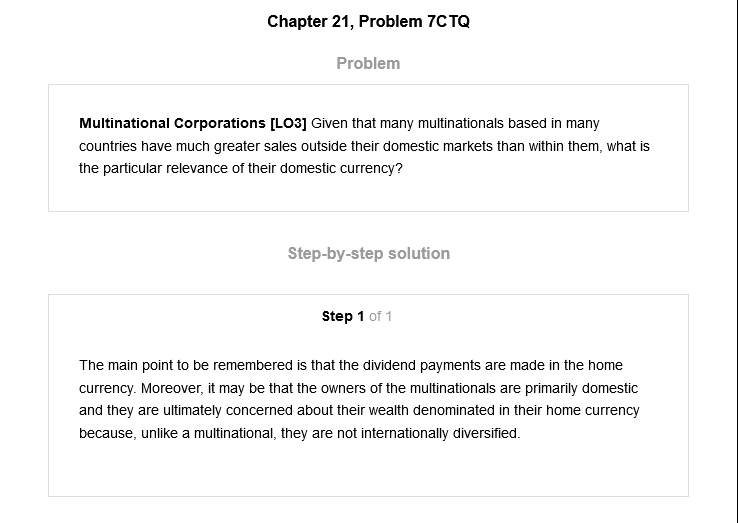 Chapter 21, Problem 7CTQ
Problem
Multinational Corporations [LO3] Given that many multinationals based in many
countries have much greater sales outside their domestic markets than within them, what is
the particular relevance of their domestic currency?
Step-by-step solution
Step 1 of 1
The main point to be remembered is that the dividend payments are made in the home
currency. Moreover, it may be that the owners of the multinationals are primarily domestic
and they are ultimately concerned about their wealth denominated in their home currency
because, unlike a multinational, they are not internationally diversified.